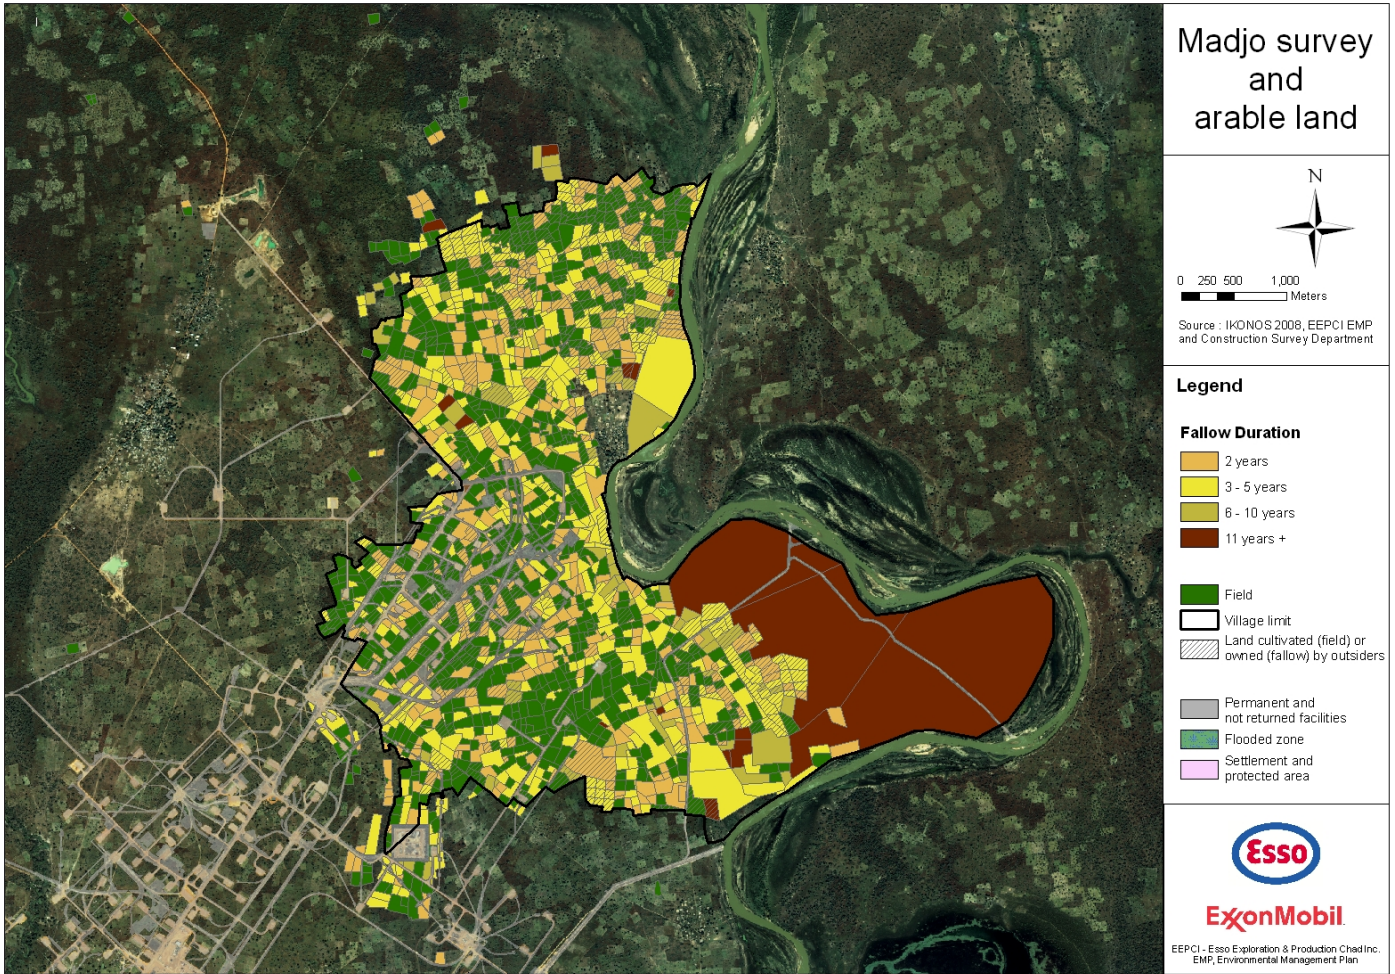 Madjo survey
and
arable land
N
0 250 500 1,000
Meters
Source : IKONOS 2008, EEPCI EMP
and Construction Survey Department
Legend
Fallow Duration
2 years
3 - 5 years
6 - 10 years
11 years +
Field
Village limit
Land cultivated (field) or
owned (fallow) by outsiders
Permanent and
not returned facilities
Flooded zone
Settlement and
protected area
Esso
ExxonMobil
EEPCI - Esso Exploration & Production Chad Inc.
EMP, Environmental Management Plan